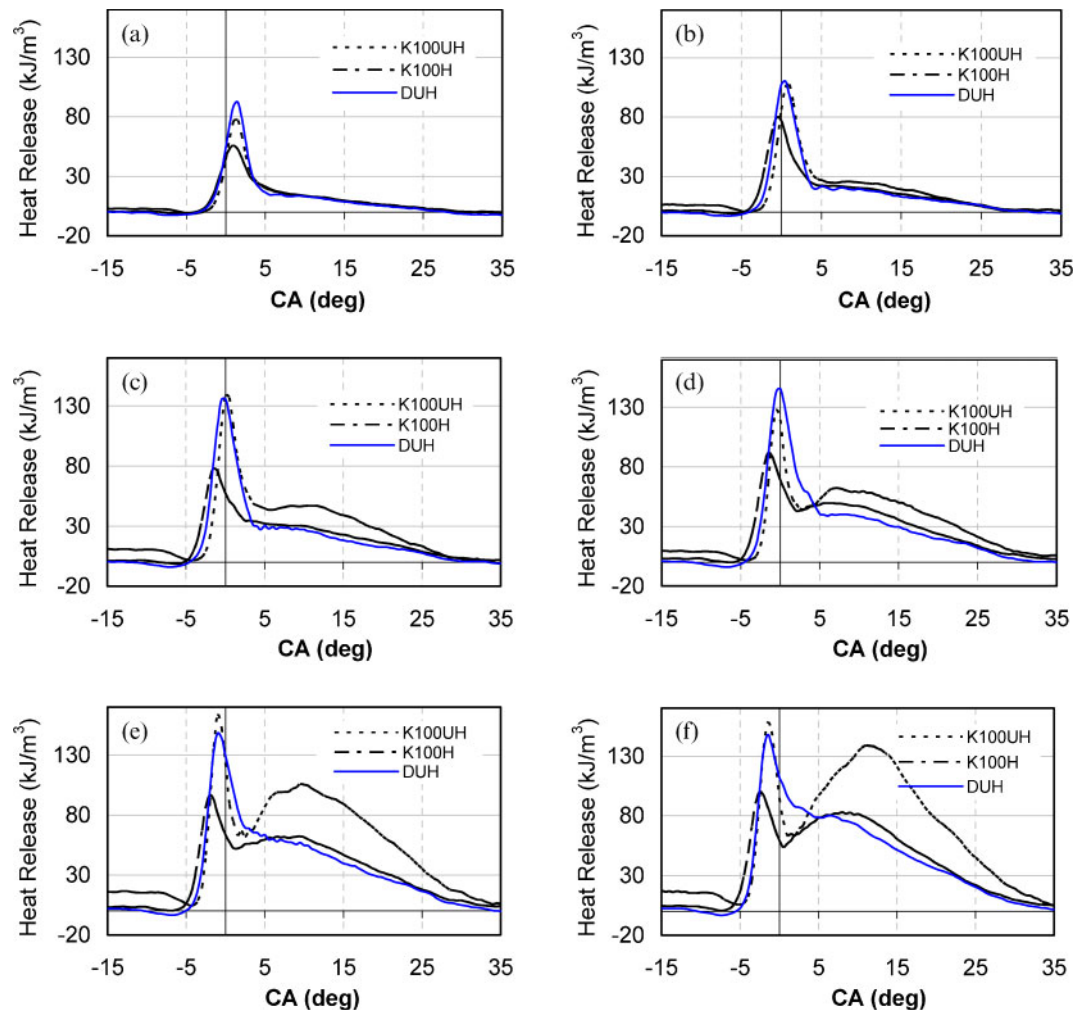 (a)
K100UH
K100H
DUH
Heat Release (kJ/m³)
130
80
30
-20
-15 -5 5 15 25 35
CA (deg)
(b)
K100UH
K100H
DUH
Heat Release (kJ/m³)
130
80
30
-20
-15 -5 5 15 25 35
CA (deg)
(c)
K100UH
K100H
DUH
Heat Release (kJ/m³)
130
80
30
-20
-15 -5 5 15 25 35
CA (deg)
(d)
K100UH
K100H
DUH
Heat Release (kJ/m³)
130
80
30
-20
-15 -5 5 15 25 35
CA (deg)
(e)
K100UH
K100H
DUH
Heat Release (kJ/m³)
130
80
30
-20
-15 -5 5 15 25 35
CA (deg)
(f)
K100UH
K100H
DUH
Heat Release (kJ/m³)
130
80
30
-20
-15 -5 5 15 25 35
CA (deg)